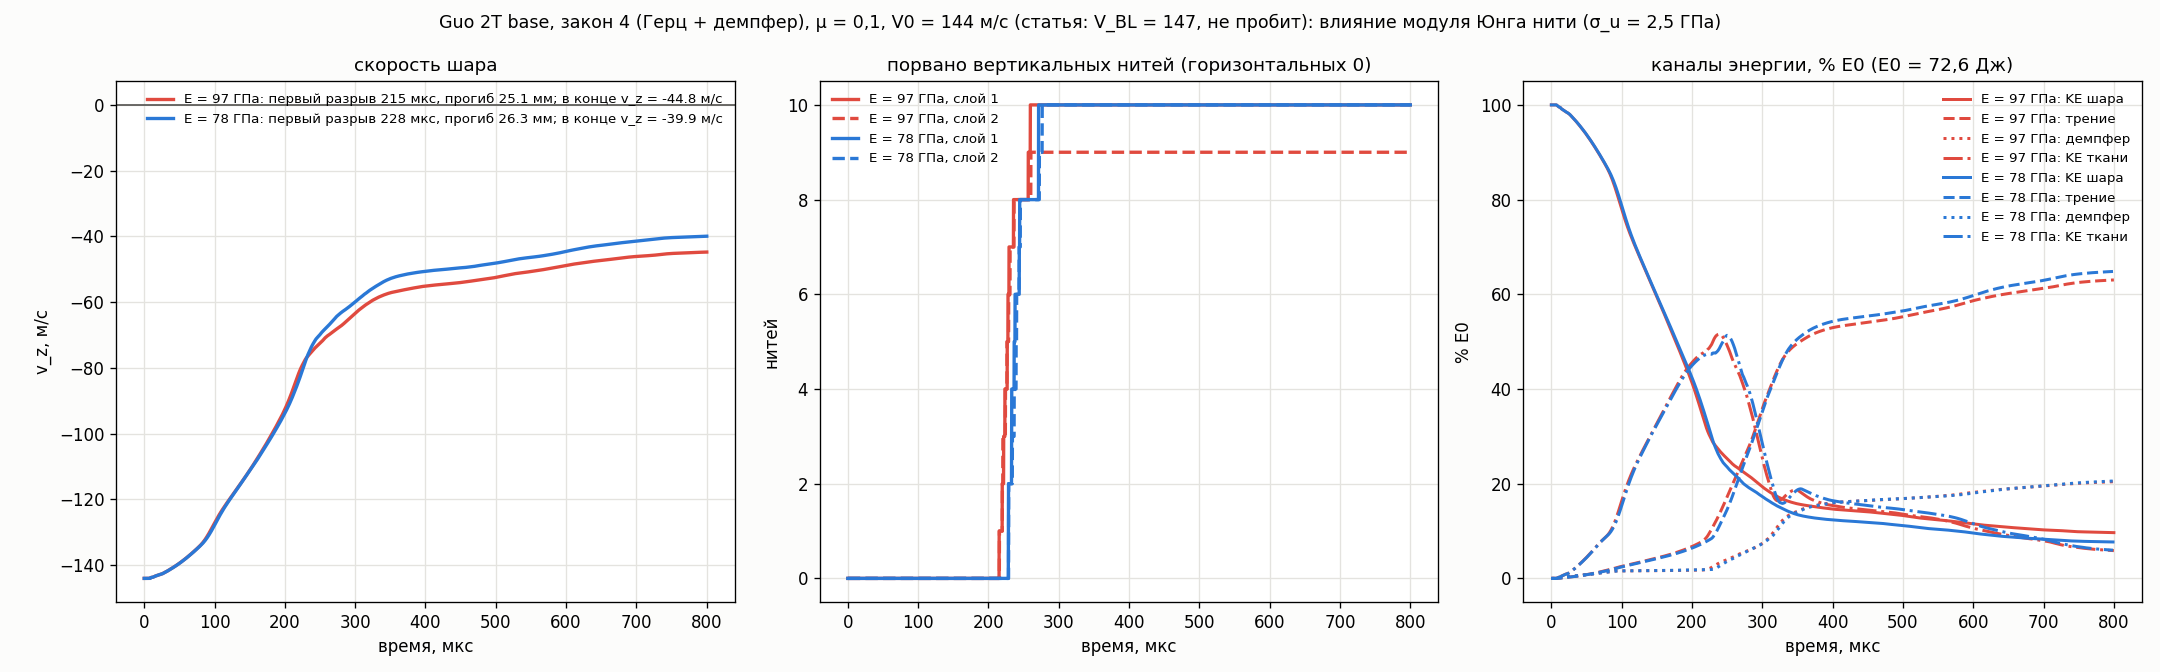 Guo 2T base, закон 4 (Герц + демпфер), μ = 0,1, V0 = 144 м/с (статья: V_BL = 147, не пробит): влияние модуля Юнга нити (σ_u = 2,5 ГПа)
скорость шара
E = 97 ГПа: первый разрыв 215 мкс, прогиб 25.1 мм; в конце v_z = -44.8 м/с
E = 78 ГПа: первый разрыв 228 мкс, прогиб 26.3 мм; в конце v_z = -39.9 м/с
v_z, м/с
0
−20
−40
−60
−80
−100
−120
−140
0 100 200 300 400 500 600 700 800
время, мкс
порвано вертикальных нитей (горизонтальных 0)
E = 97 ГПа, слой 1
E = 97 ГПа, слой 2
E = 78 ГПа, слой 1
E = 78 ГПа, слой 2
нитей
10
8
6
4
2
0
0 100 200 300 400 500 600 700 800
время, мкс
каналы энергии, % E0 (E0 = 72,6 Дж)
E = 97 ГПа: KE шара
E = 97 ГПа: трение
E = 97 ГПа: демпфер
E = 97 ГПа: KE ткани
E = 78 ГПа: KE шара
E = 78 ГПа: трение
E = 78 ГПа: демпфер
E = 78 ГПа: KE ткани
% E0
100
80
60
40
20
0
0 100 200 300 400 500 600 700 800
время, мкс